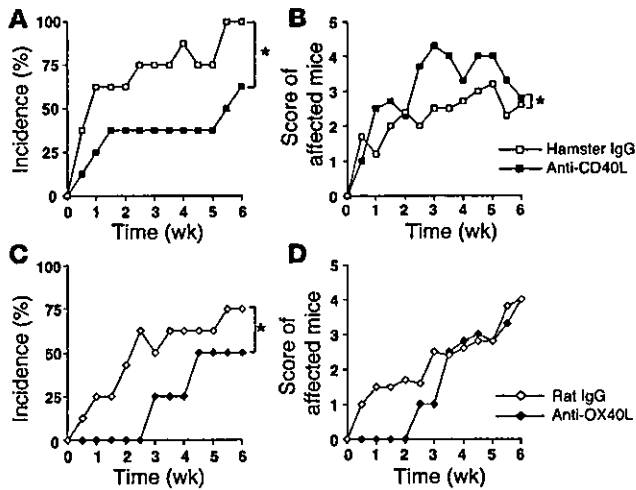 A
Incidence (%)
100
75
50
25
0
*
0 1 2 3 4 5 6
Time (wk)
B
Score of
affected mice
5
4
3
2
1
0
*
Hamster IgG
Anti-CD40L
0 1 2 3 4 5 6
Time (wk)
C
Incidence (%)
100
75
50
25
0
*
0 1 2 3 4 5 6
Time (wk)
D
Score of
affected mice
5
4
3
2
1
0
Rat IgG
Anti-OX40L
0 1 2 3 4 5 6
Time (wk)